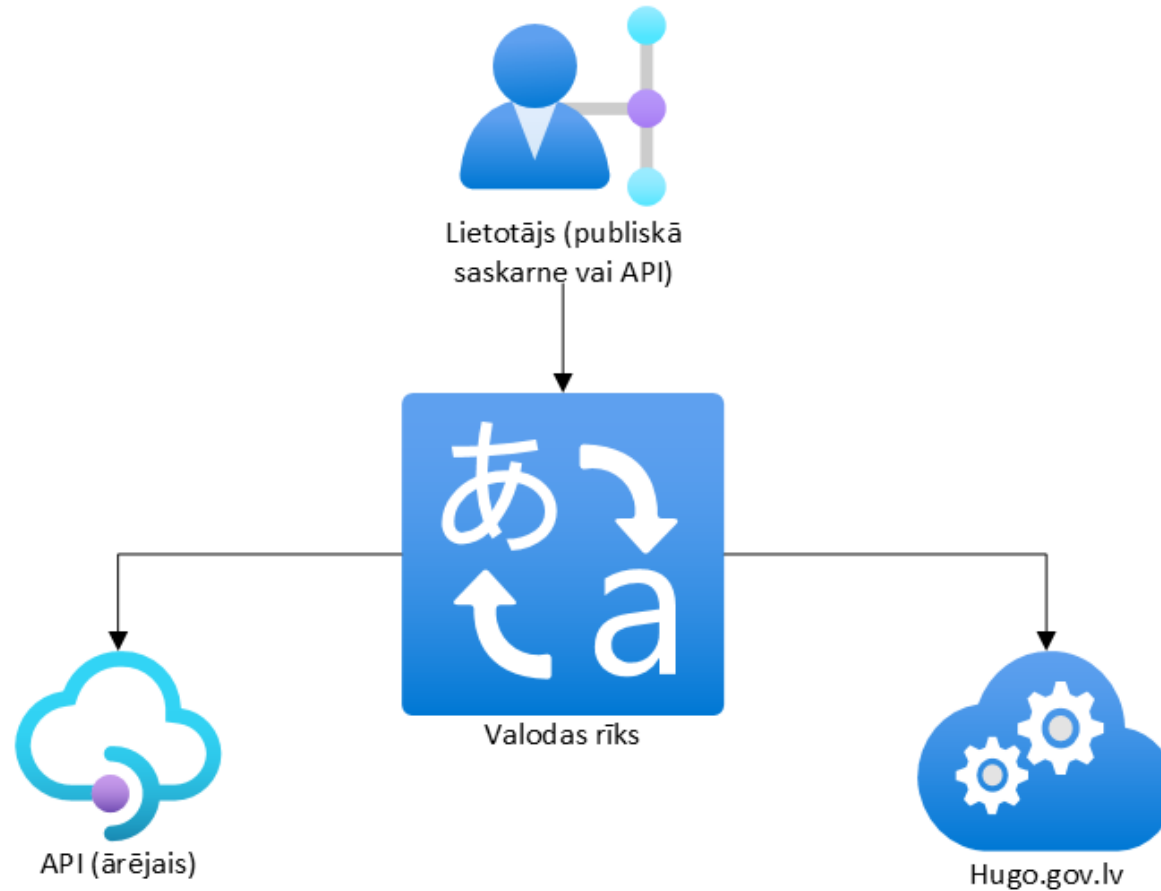 Lietotājs (publiskā
saskarne vai API)
あ
a
Valodas rīks
API (ārējais)
Hugo.gov.lv